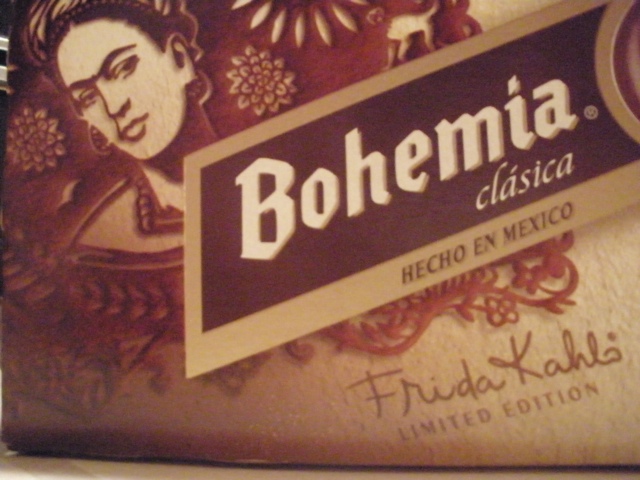 Bohemia®
clásica
HECHO EN MEXICO
Frida Kahlo
LIMITED EDITION